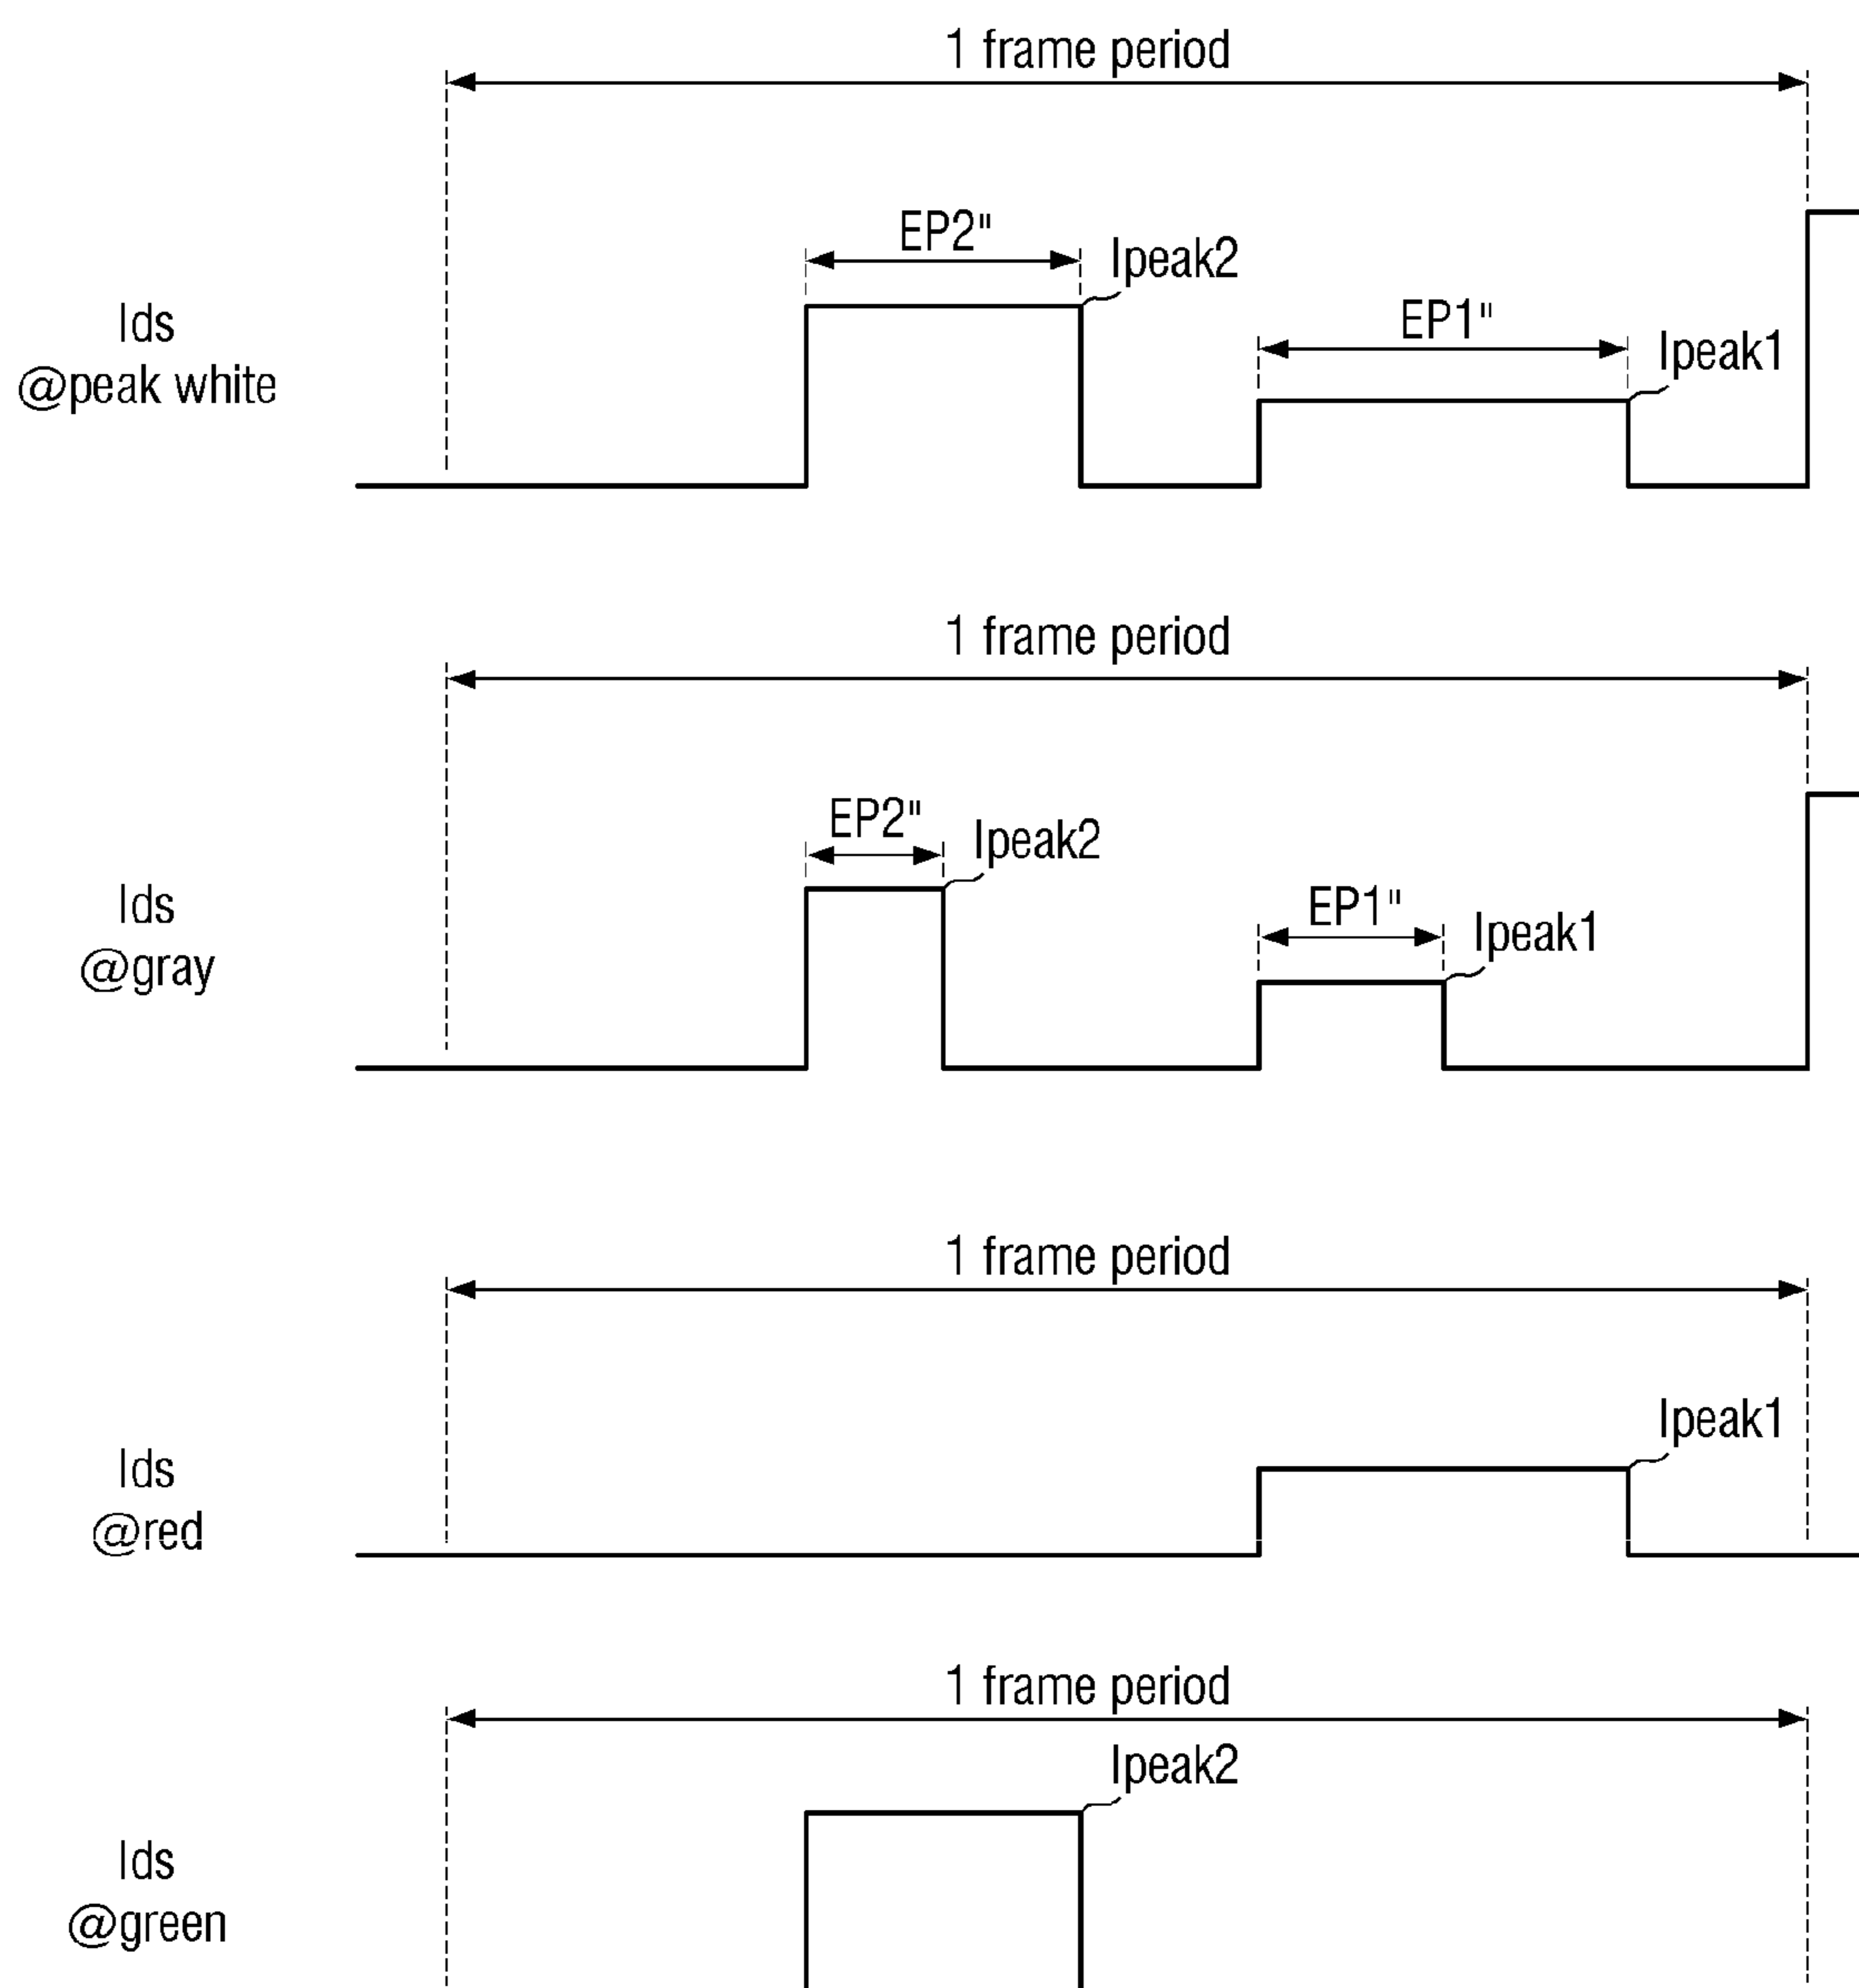 1 frame period
EP2"
Ipeak2
EP1"
Ipeak1
Ids
@peak white
1 frame period
EP2"
Ipeak2
EP1"
Ipeak1
Ids
@gray
1 frame period
Ipeak1
Ids
@red
1 frame period
Ipeak2
Ids
@green